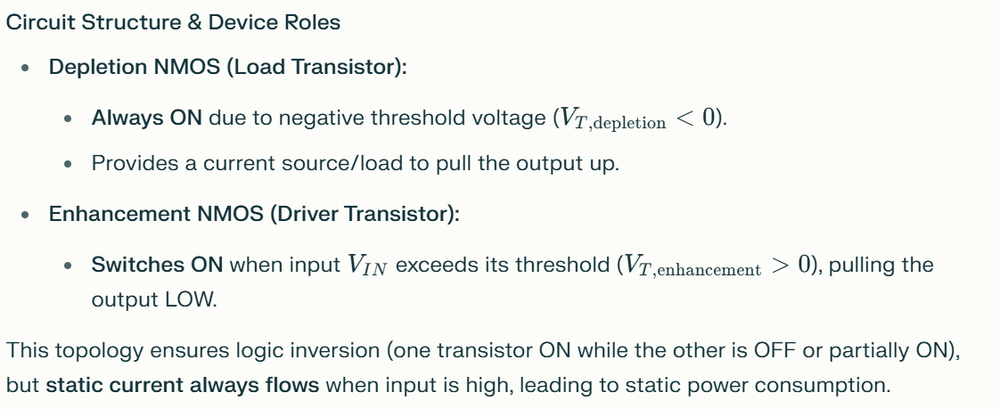 Circuit Structure & Device Roles
• Depletion NMOS (Load Transistor):
• Always ON due to negative threshold voltage (V_{T,depletion} < 0).
• Provides a current source/load to pull the output up.
• Enhancement NMOS (Driver Transistor):
• Switches ON when input V_{IN} exceeds its threshold (V_{T,enhancement} > 0), pulling the
output LOW.
This topology ensures logic inversion (one transistor ON while the other is OFF or partially ON),
but static current always flows when input is high, leading to static power consumption.